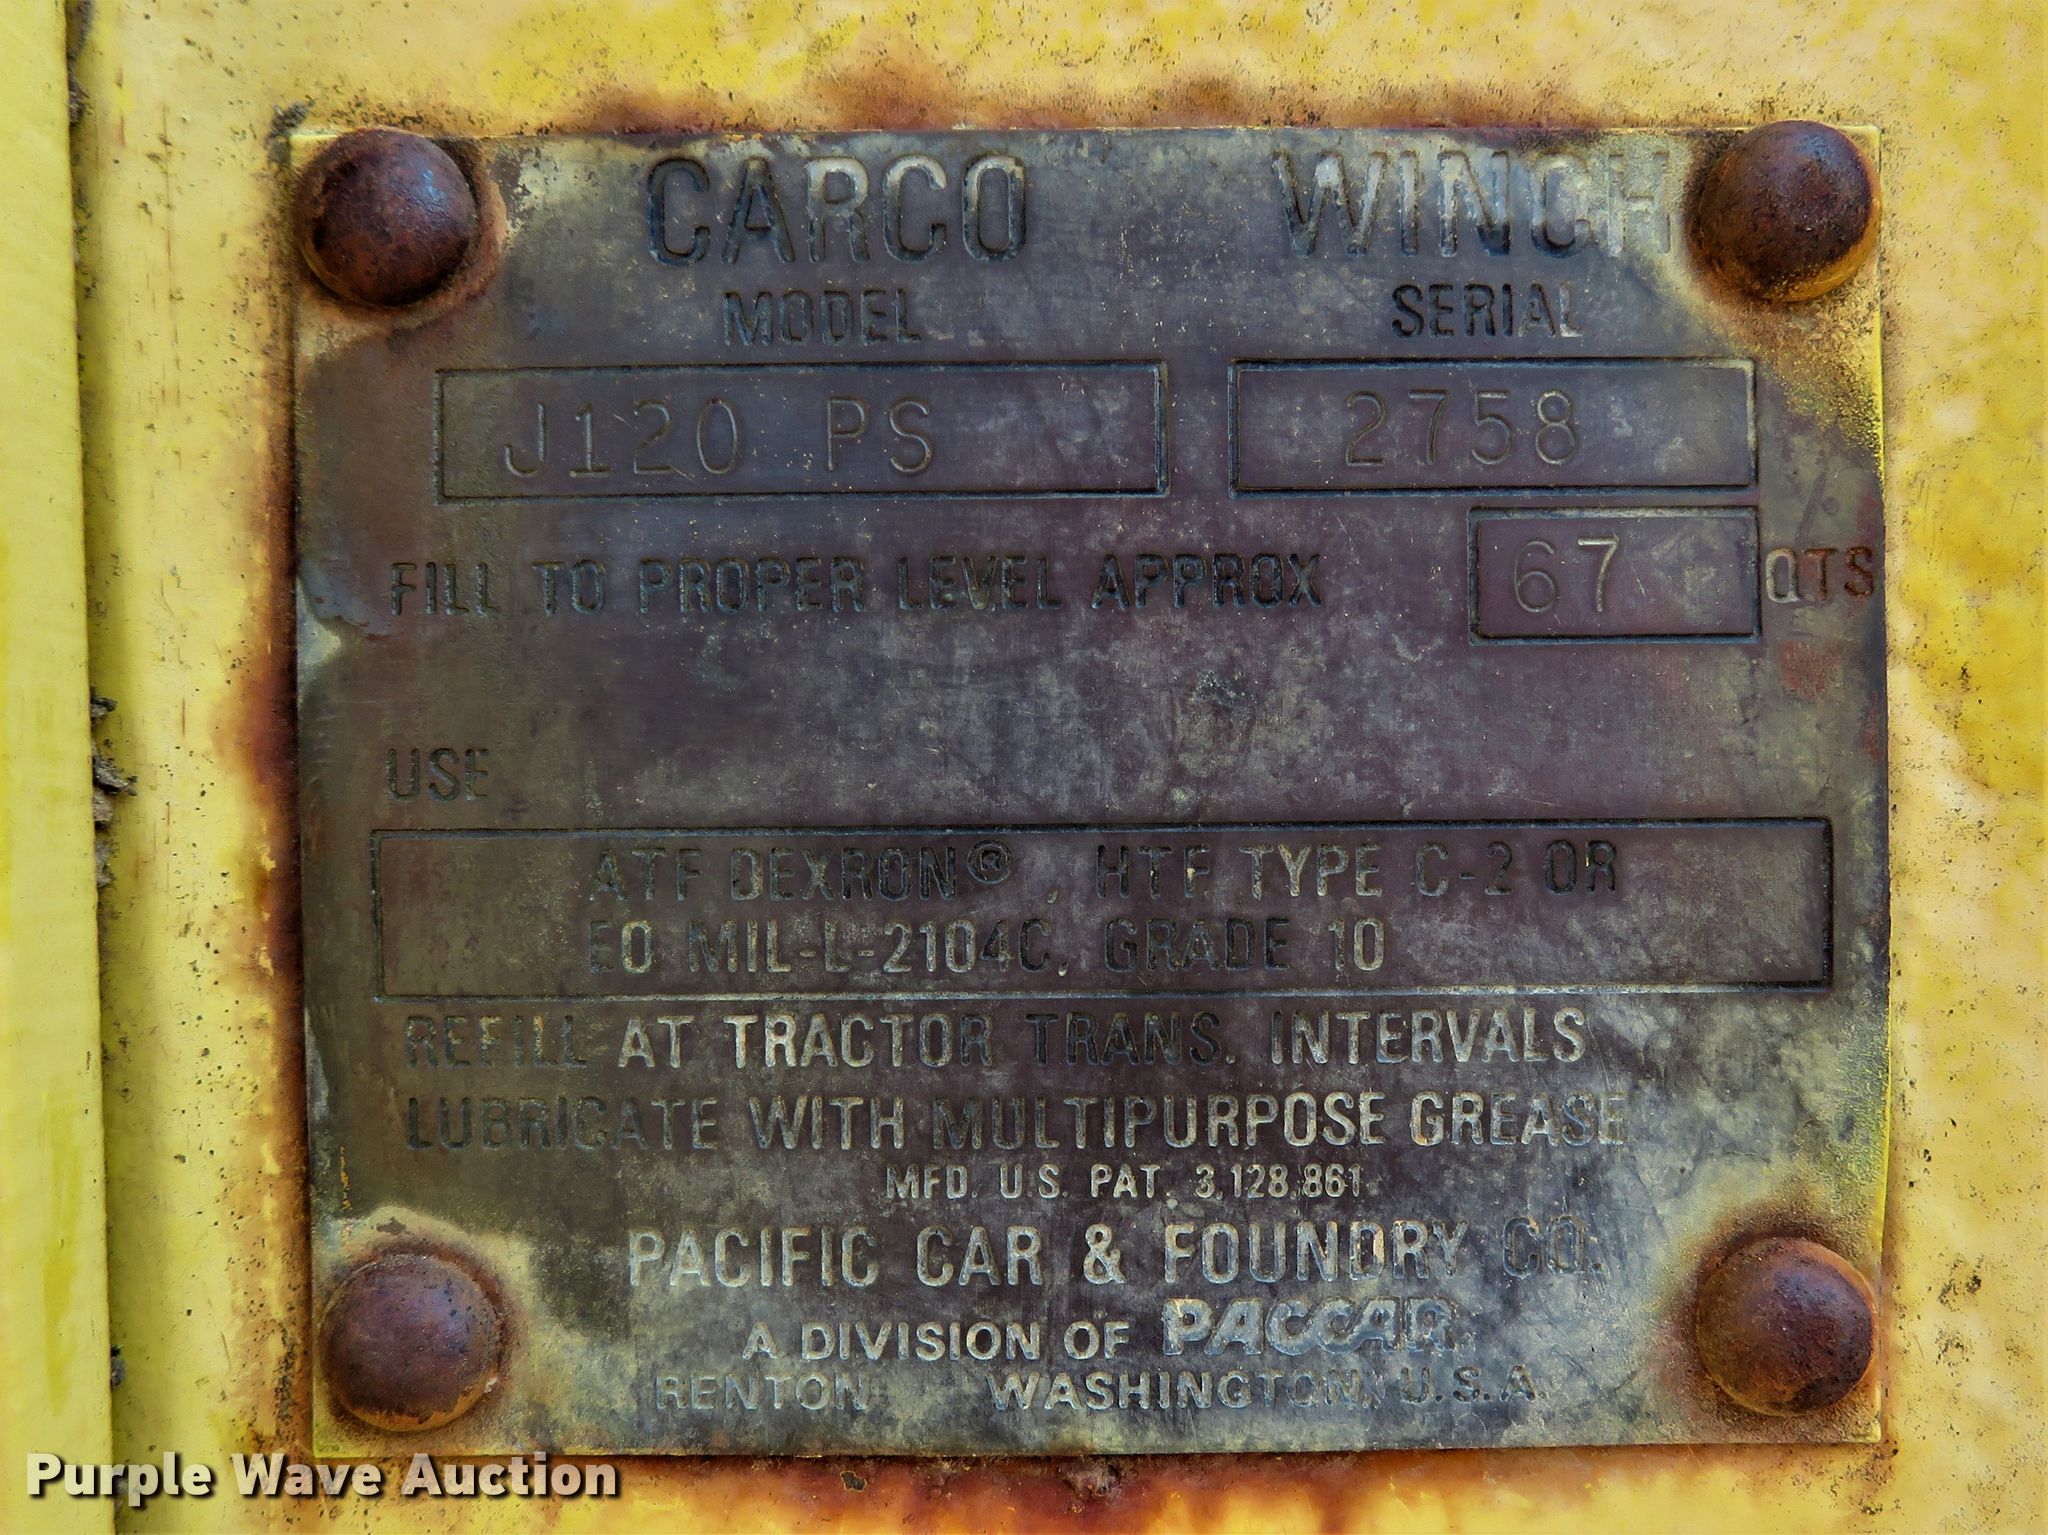 CARCO WINCH
MODEL SERIAL
J120 PS 2758
FILL TO PROPER LEVEL APPROX 67 QTS
USE
ATF DEXRON®, HTF TYPE C-2 OR
EO MIL-L-2104C, GRADE 10
REFILL AT TRACTOR TRANS. INTERVALS
LUBRICATE WITH MULTIPURPOSE GREASE
MFD. U.S. PAT. 3,128,861
PACIFIC CAR & FOUNDRY CO.
A DIVISION OF PACCAR
RENTON WASHINGTON, U.S.A.
Purple Wave Auction